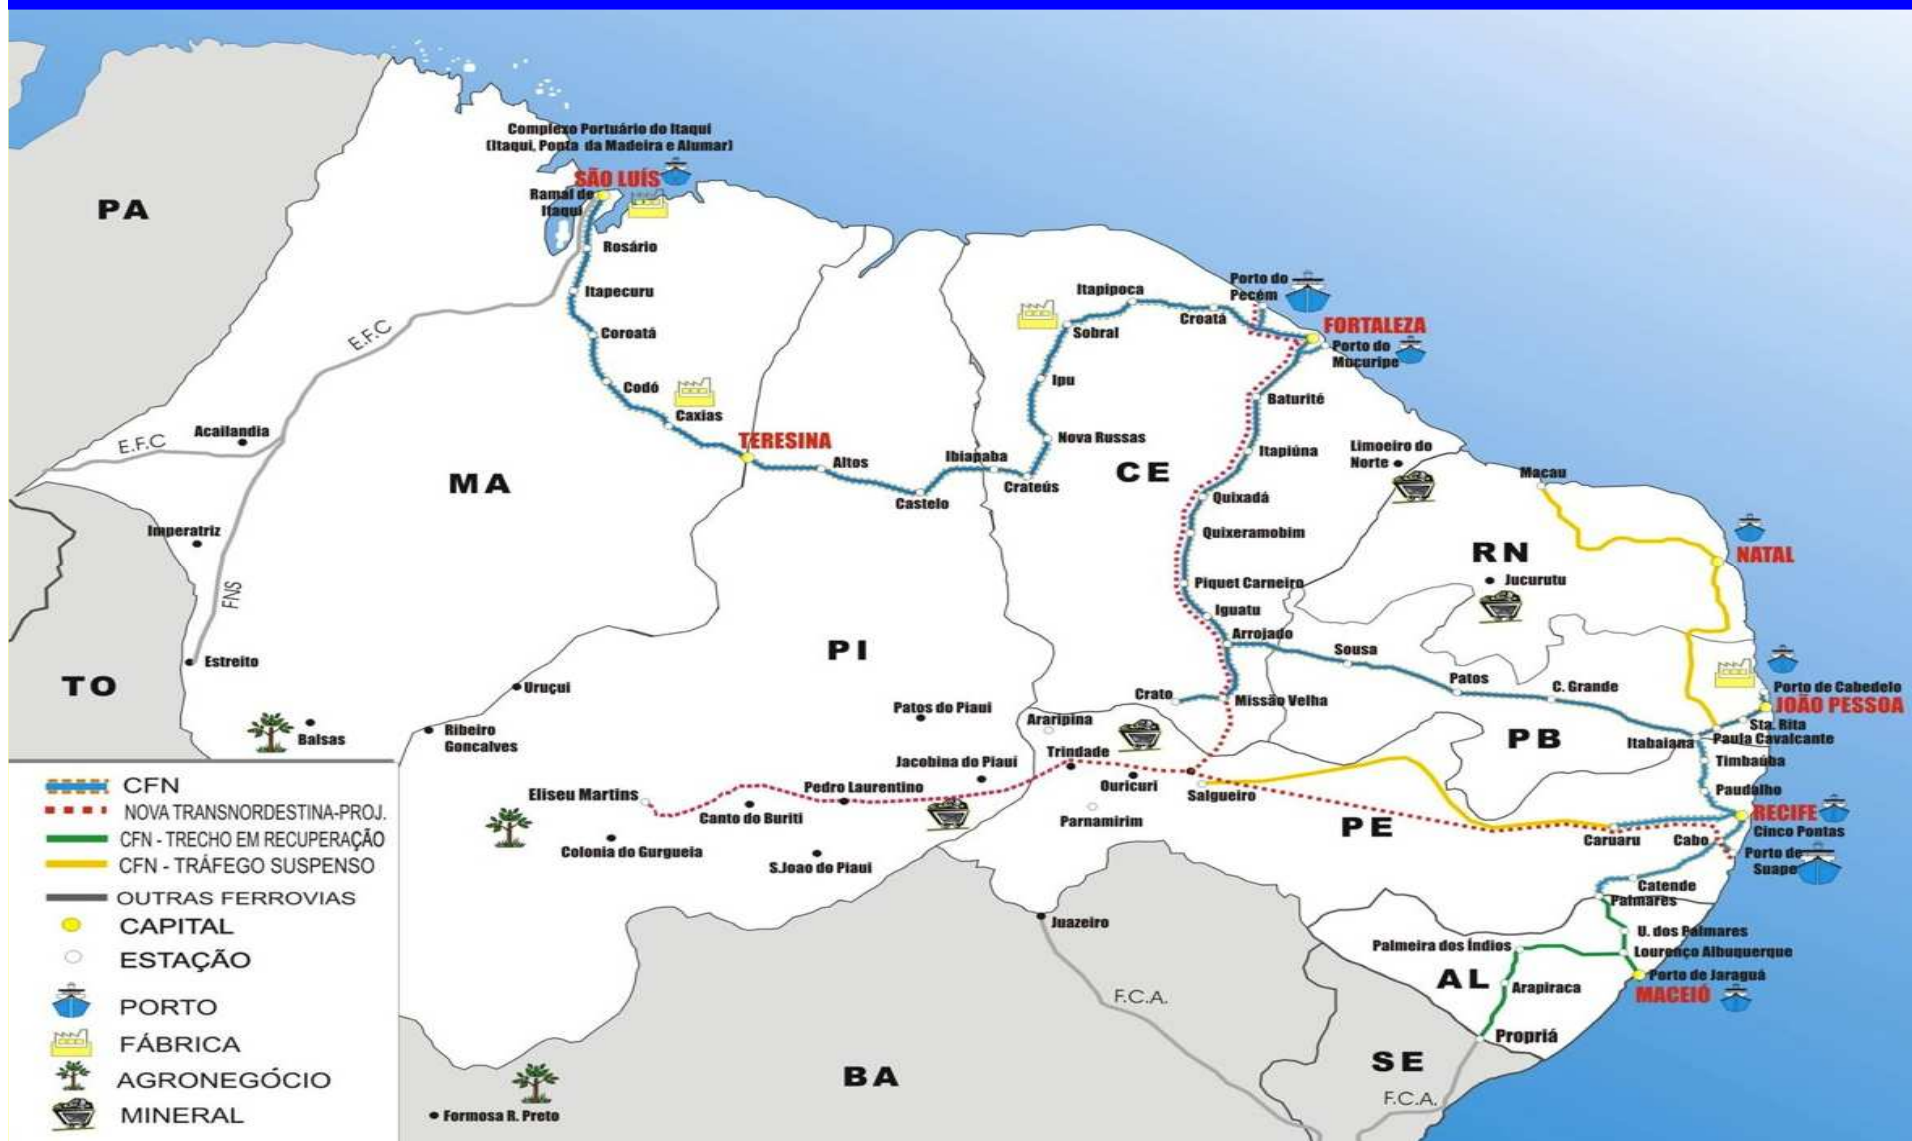 Complexo Portuário do Itaqui
(Itaqui, Ponta da Madeira e Alumar)
SÃO LUÍS
Ramal de
Itaqui
PA
Rosário
Itapecuru
Coroatá
Codó
Caxias
E.F.C
E.F.C
Acailandia
MA
TERESINA
Altos
Castelo
Ibiapaba
Crateús
Nova Russas
Ipu
Sobral
Itapipoca
Croatá
Porto do
Pecém
FORTALEZA
Porto do
Mucuripe
Baturité
Itapiúna
CE
Quixadá
Quixeramobim
Piquet Carneiro
Iguatu
Arrojado
Limoeiro do
Norte
Macau
RN
NATAL
Jucurutu
Imperatriz
FNS
Estreito
TO
Balsas
Uruçui
Ribeiro
Goncalves
PI
Patos do Piaui
Jacobina do Piauí
Araripina
Trindade
Crato
Missão Velha
Sousa
Patos
C. Grande
PB
Itabaiana
Porto de Cabedelo
JOÃO PESSOA
Sta. Rita
Paula Cavalcante
Timbaúba
Paudalho
RECIFE
Cinco Pontas
Eliseu Martins
Canto do Buriti
Pedro Laurentino
Colonia do Gurgueia
S.Joao do Piaui
Ouricuri
Parnamirim
Salgueiro
PE
Caruaru
Cabo
Porto de
Suape
Catende
Palmares
U. dos Palmares
Lourenço Albuquerque
Palmeira dos Índios
AL
Porto de Jaraguá
MACEIÓ
Arapiraca
Propriá
Juazeiro
F.C.A.
BA
SE
F.C.A.
Formosa R. Preto
CFN
NOVA TRANSNORDESTINA-PROJ.
CFN - TRECHO EM RECUPERAÇÃO
CFN - TRÁFEGO SUSPENSO
OUTRAS FERROVIAS
CAPITAL
ESTAÇÃO
PORTO
FÁBRICA
AGRONEGÓCIO
MINERAL